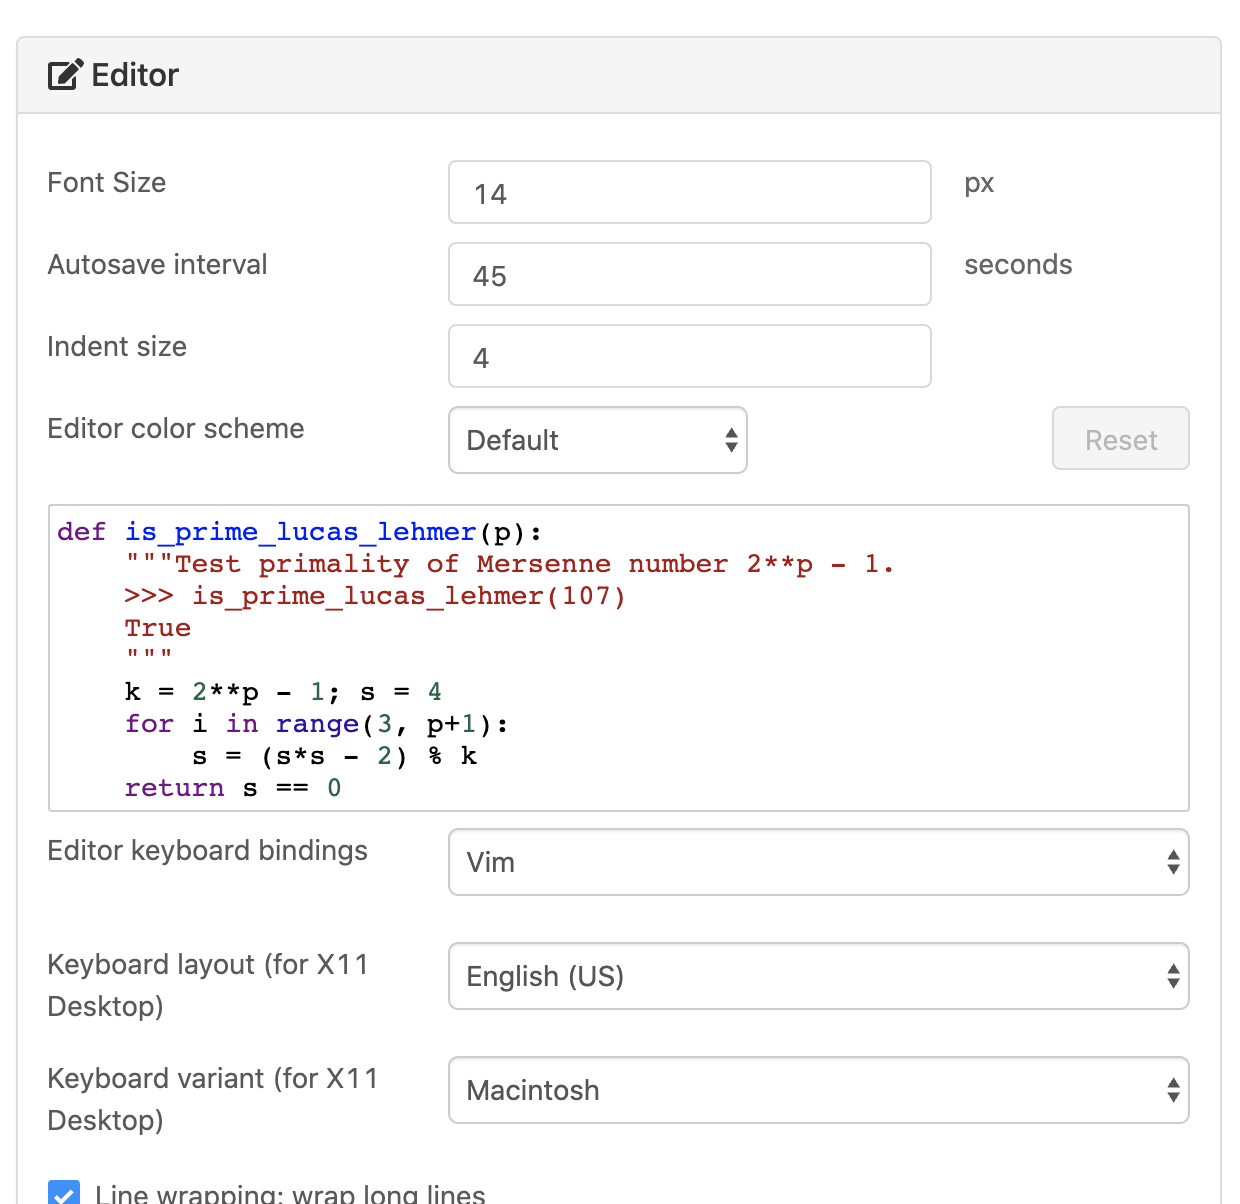 Editor
Font Size 14 px
Autosave interval 45 seconds
Indent size 4
Editor color scheme Default Reset
def is_prime_lucas_lehmer(p):
    """Test primality of Mersenne number 2**p - 1.
    >>> is_prime_lucas_lehmer(107)
    True
    """
    k = 2**p - 1; s = 4
    for i in range(3, p+1):
        s = (s*s - 2) % k
    return s == 0
Editor keyboard bindings Vim
Keyboard layout (for X11
Desktop)
English (US)
Keyboard variant (for X11
Desktop)
Macintosh
Line wrapping: wrap long lines